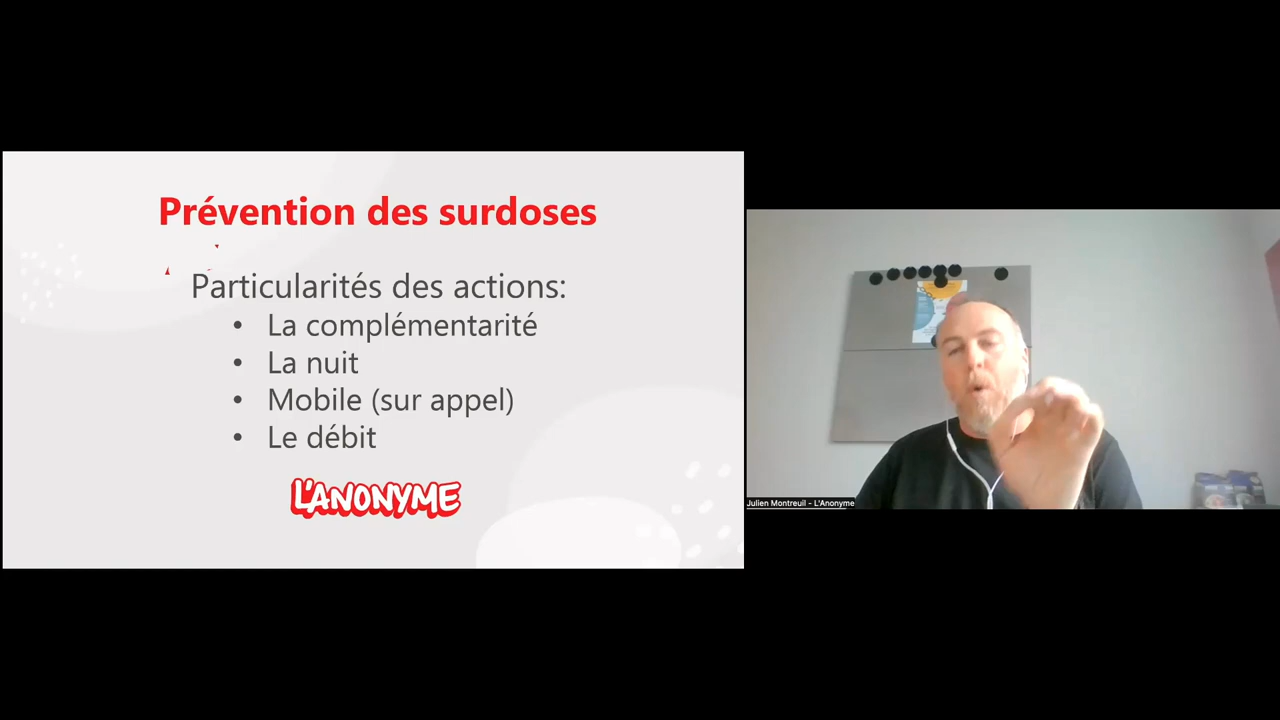 Prévention des surdoses
Particularités des actions:
• La complémentarité
• La nuit
• Mobile (sur appel)
• Le débit
L'ANONYME
Julien Montreuil - L'Anonyme